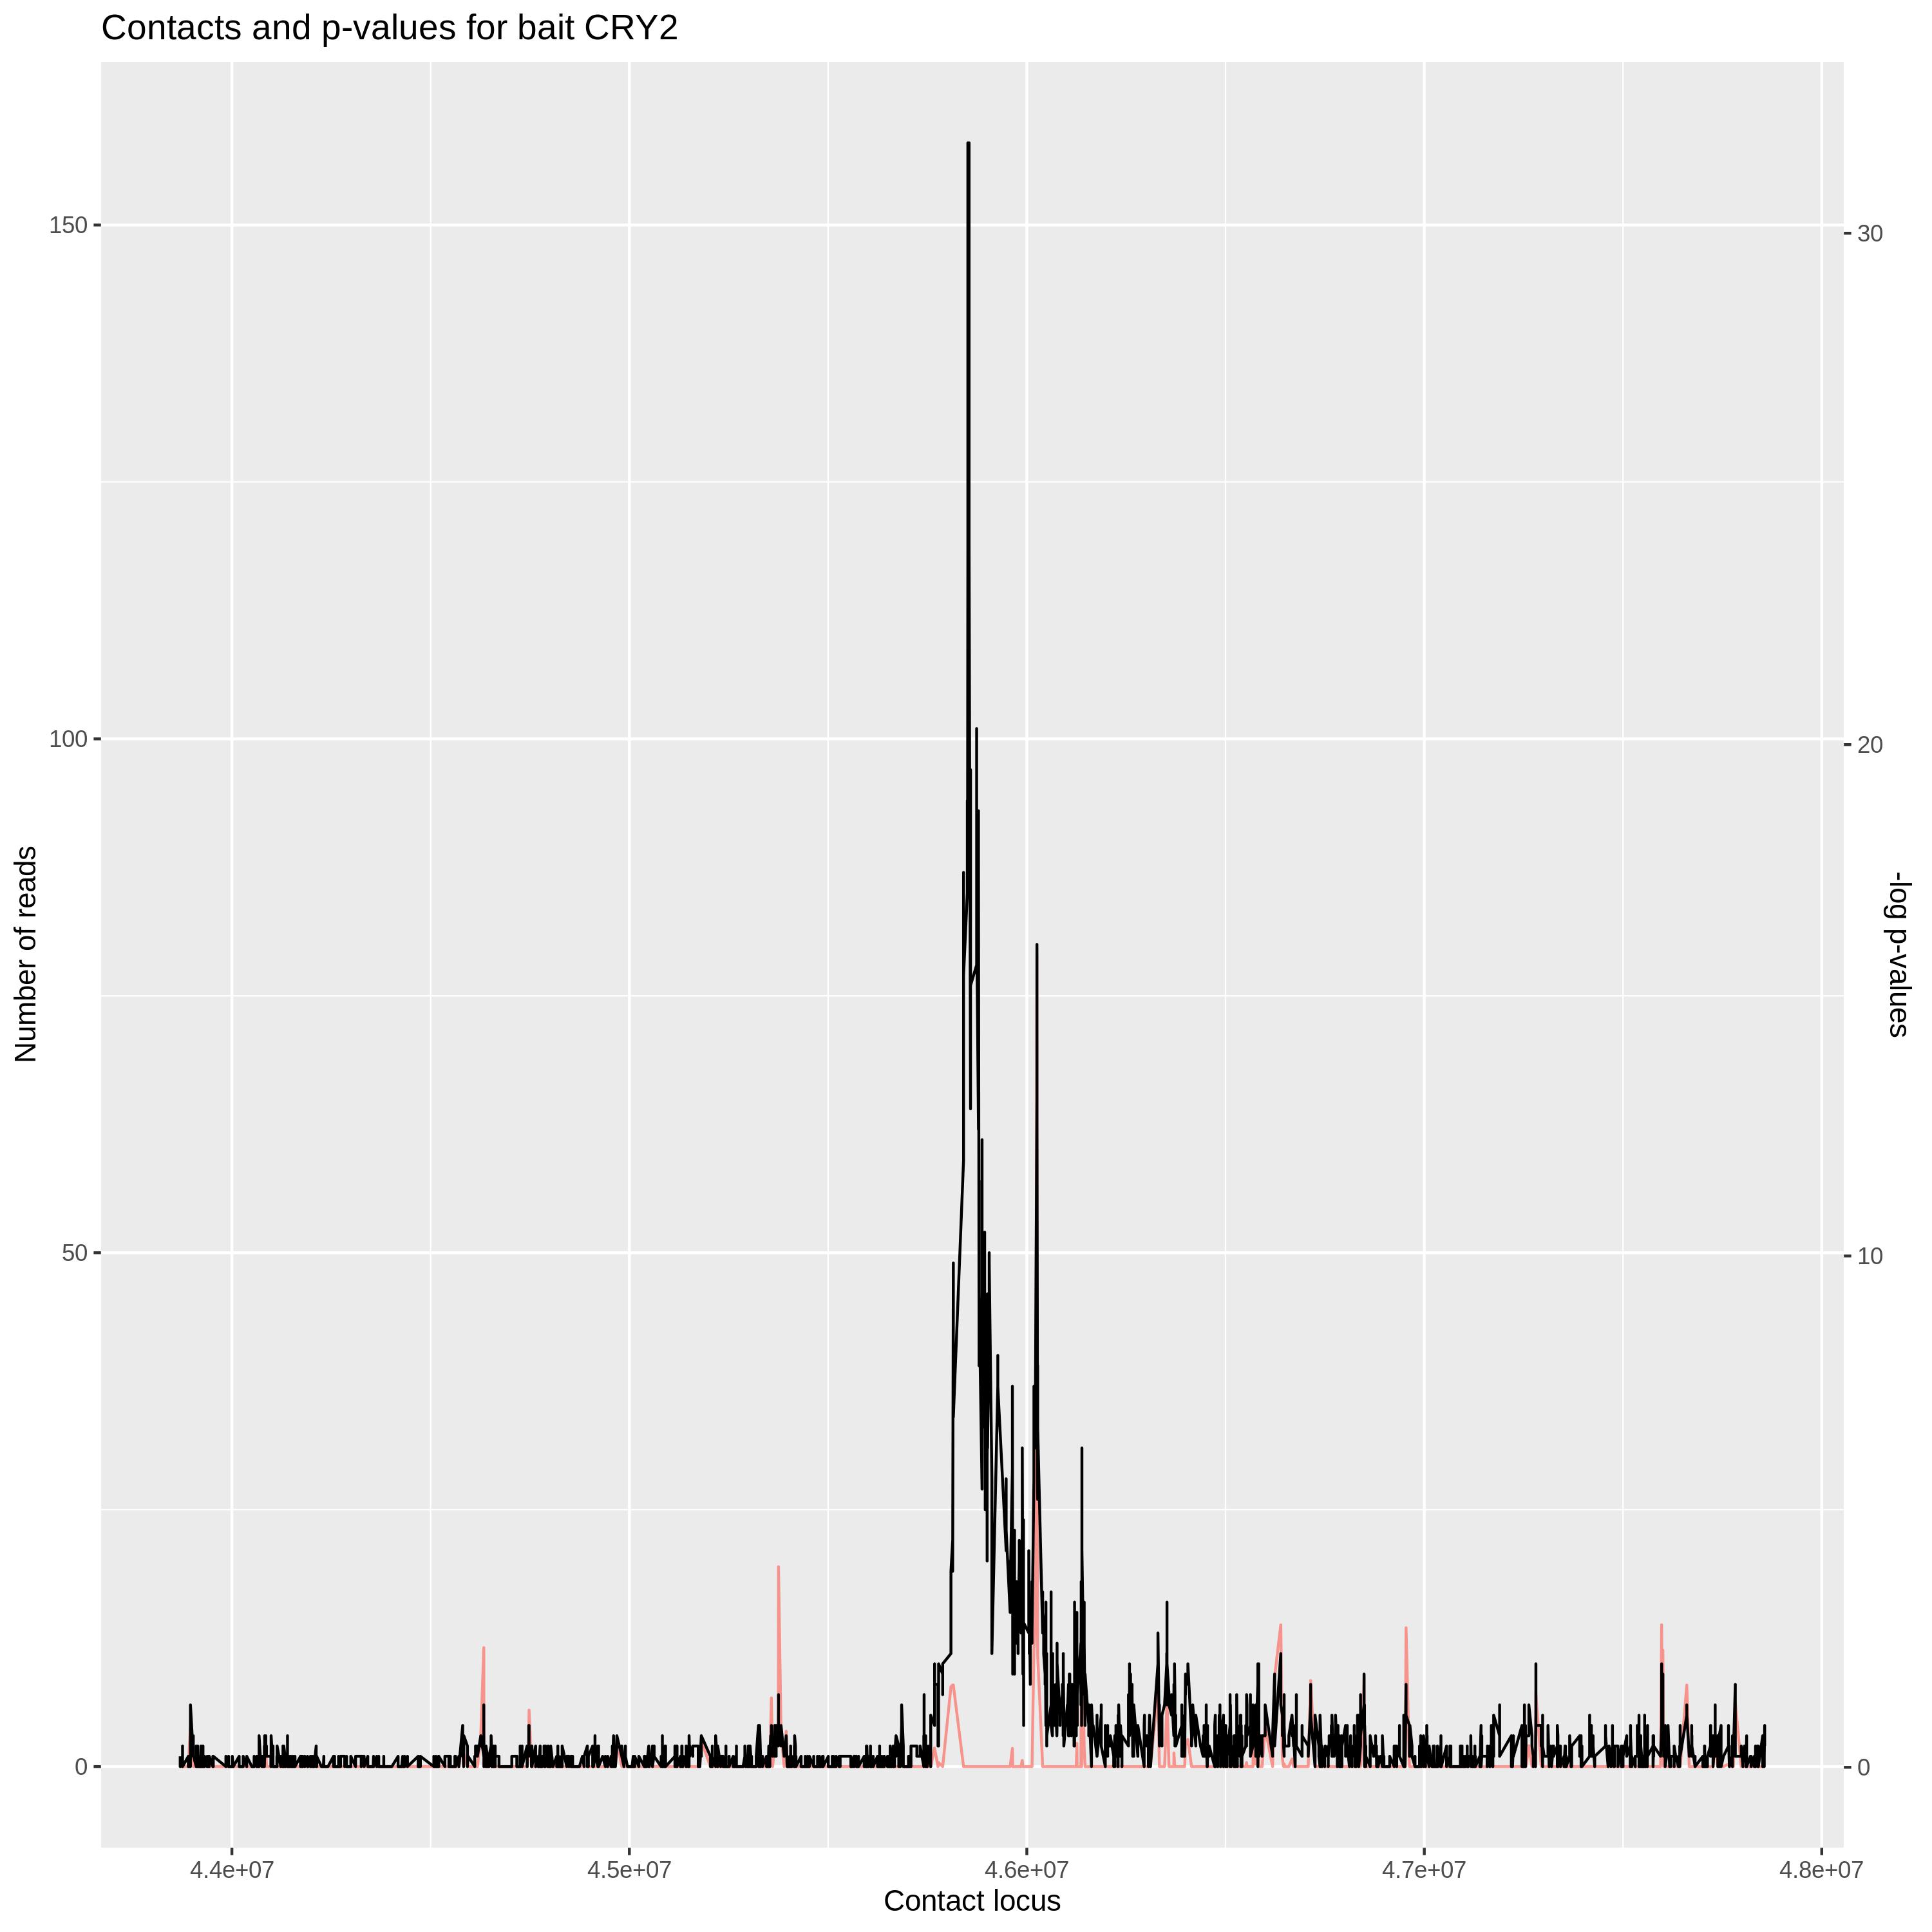 Contacts and p-values for bait CRY2
150
100
50
0
30
20
10
0
Number of reads
-log p-values
4.4e+07 4.5e+07 4.6e+07 4.7e+07 4.8e+07
Contact locus